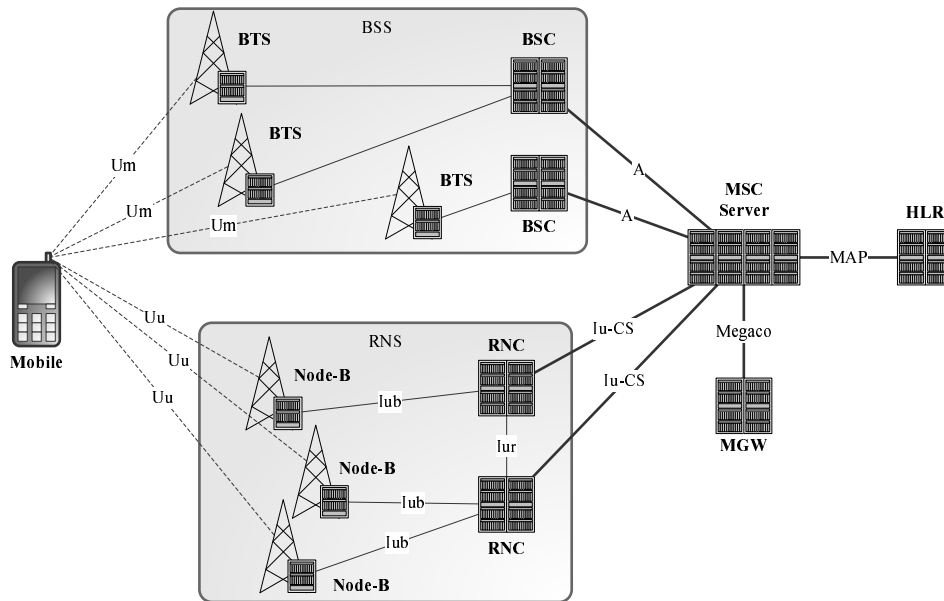 BSS
BTS
BSC
BTS
Um
A
BTS
MSC
Server
HLR
Um
Um
BSC
A
MAP
Uu
Iu-CS
Megaco
Mobile
RNS
RNC
Uu
Node-B
Iu-CS
Uu
Iub
Iur
MGW
Node-B
Iub
Iub
RNC
Node-B